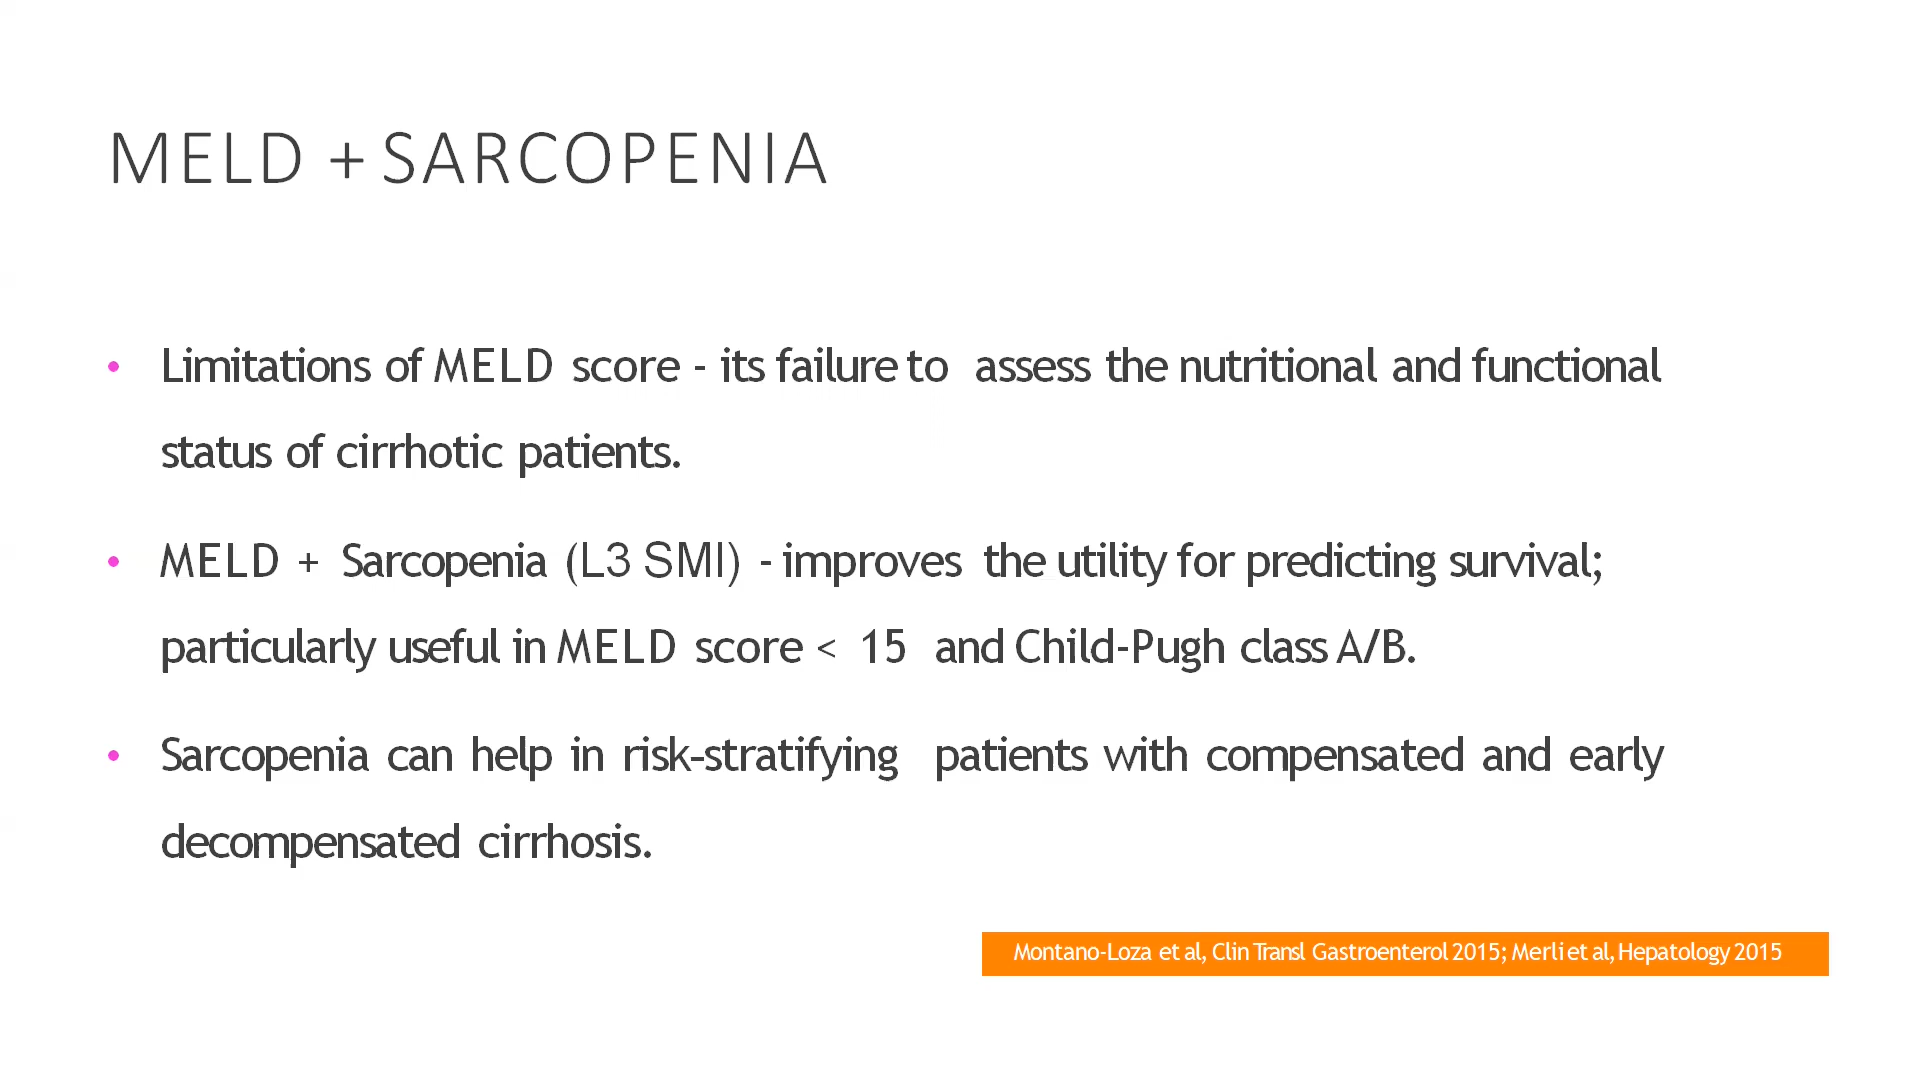 MELD + SARCOPENIA
• Limitations of MELD score - its failure to assess the nutritional and functional
status of cirrhotic patients.
• MELD + Sarcopenia (L3 SMI) - improves the utility for predicting survival;
particularly useful in MELD score < 15 and Child-Pugh class A/B.
• Sarcopenia can help in risk-stratifying patients with compensated and early
decompensated cirrhosis.
Montano-Loza et al, Clin Transl Gastroenterol 2015; Merli et al, Hepatology 2015